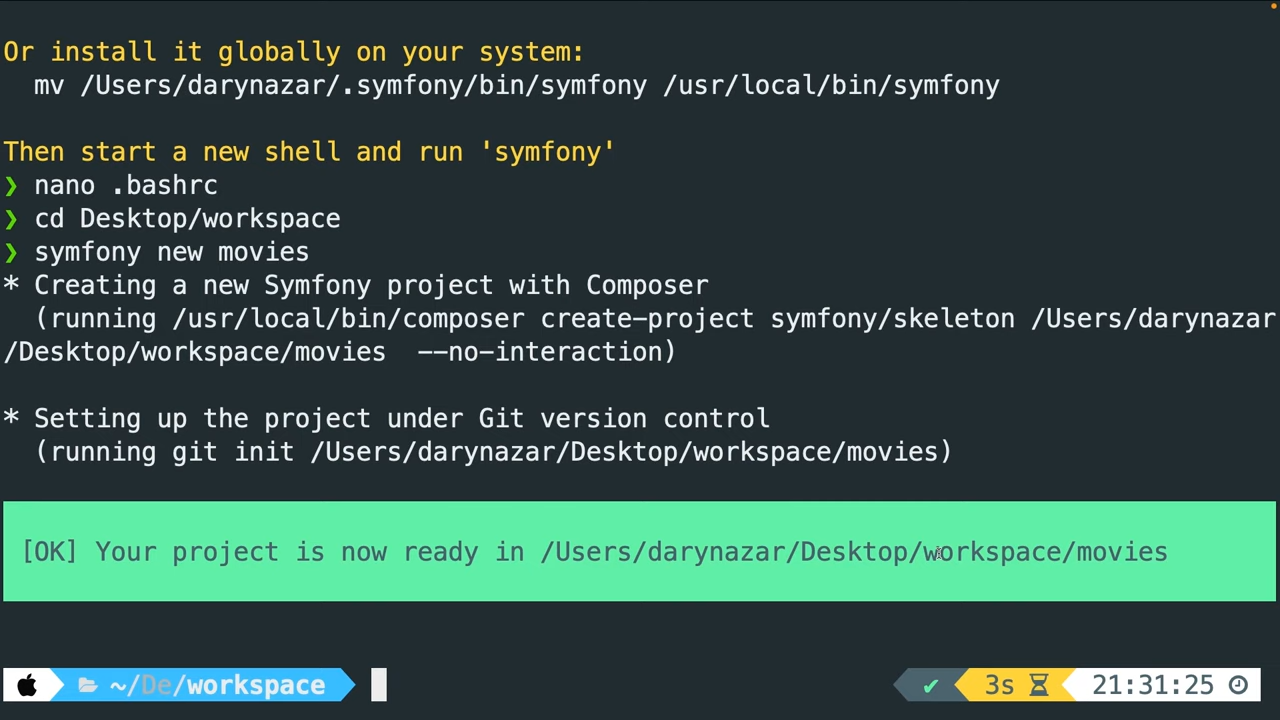 Or install it globally on your system:
mv /Users/darynazar/.symfony/bin/symfony /usr/local/bin/symfony
Then start a new shell and run 'symfony'
❯ nano .bashrc
❯ cd Desktop/workspace
❯ symfony new movies
* Creating a new Symfony project with Composer
(running /usr/local/bin/composer create-project symfony/skeleton /Users/darynazar
/Desktop/workspace/movies  --no-interaction)
* Setting up the project under Git version control
(running git init /Users/darynazar/Desktop/workspace/movies)
[OK] Your project is now ready in /Users/darynazar/Desktop/workspace/movies
~/De/workspace ✔ 3s 21:31:25